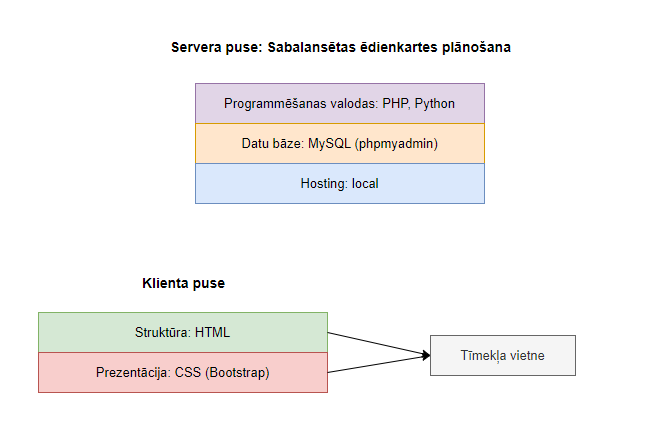 Servera puse: Sabalansētas ēdienkartes plānošana
Programmēšanas valodas: PHP, Python
Datu bāze: MySQL (phpmyadmin)
Hosting: local
Klienta puse
Struktūra: HTML
Prezentācija: CSS (Bootstrap)
Tīmekļa vietne